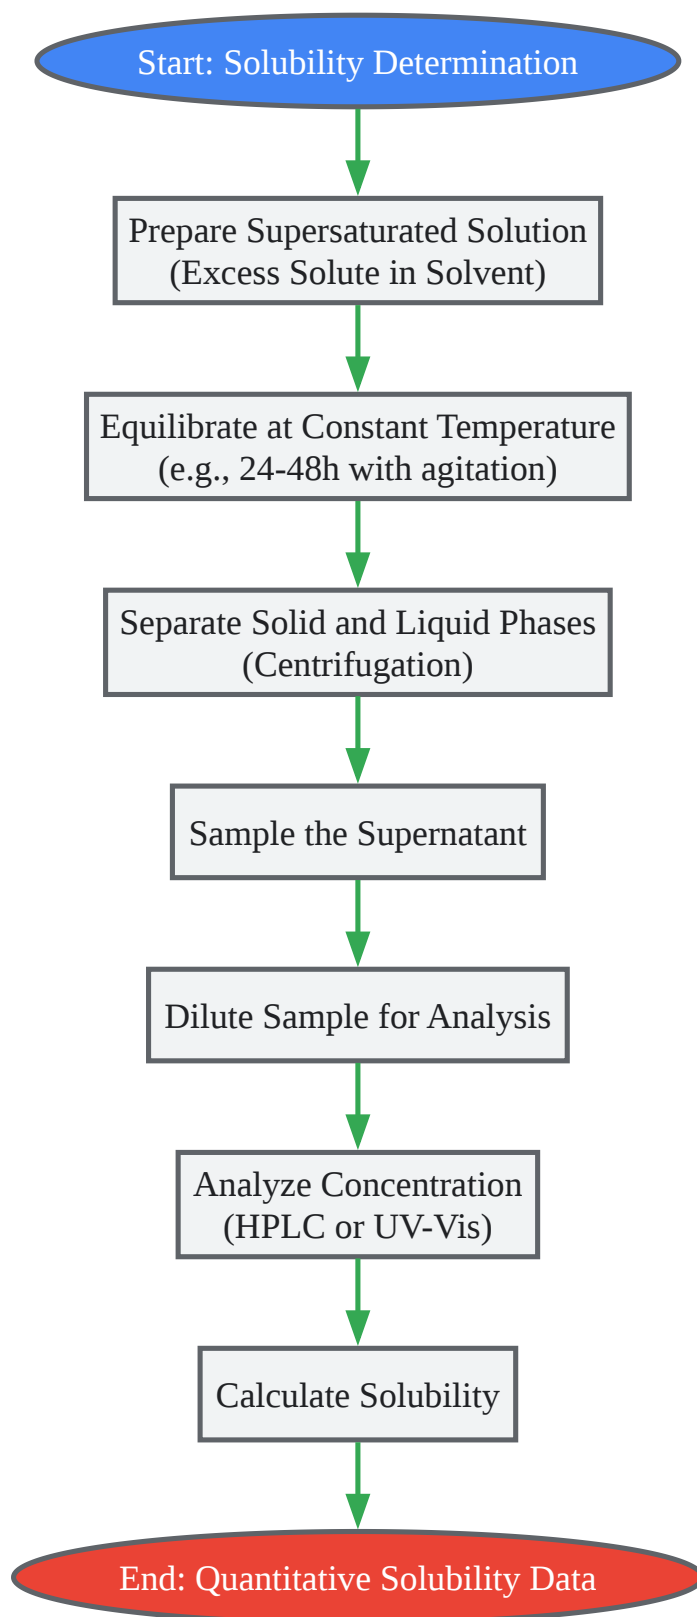 Start: Solubility Determination
Prepare Supersaturated Solution
(Excess Solute in Solvent)
Equilibrate at Constant Temperature
(e.g., 24-48h with agitation)
Separate Solid and Liquid Phases
(Centrifugation)
Sample the Supernatant
Dilute Sample for Analysis
Analyze Concentration
(HPLC or UV-Vis)
Calculate Solubility
End: Quantitative Solubility Data